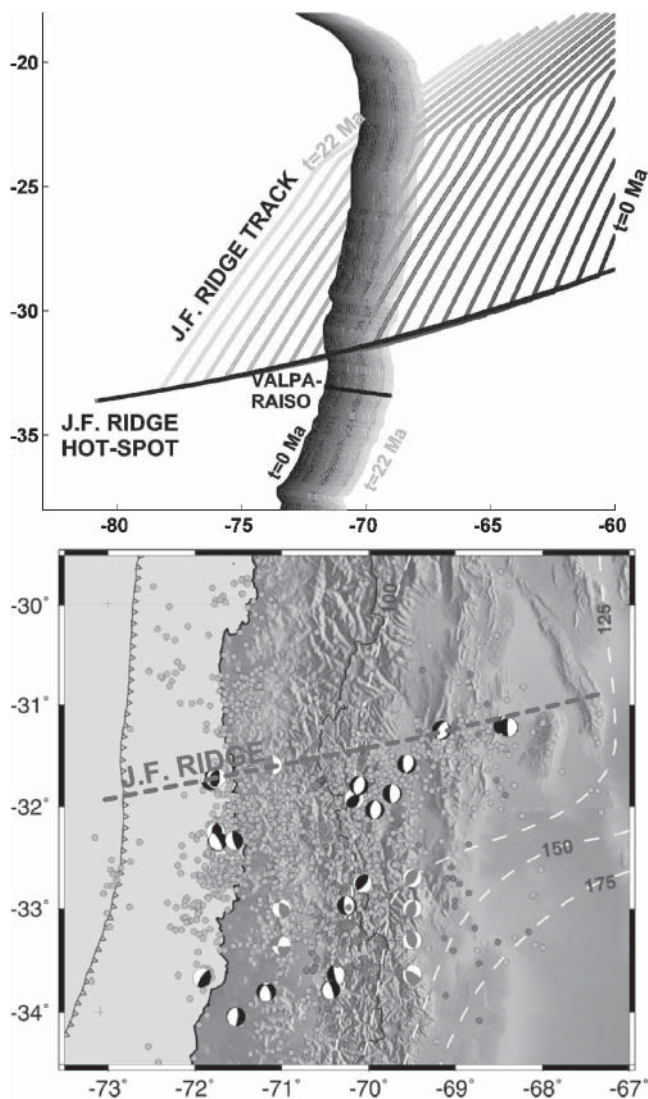 -20
-25
-30
-35
t=22 Ma
J.F. RIDGE TRACK
t=0 Ma
VALPA-
RAISO
J.F. RIDGE
HOT-SPOT
t=0 Ma
t=22 Ma
-80
-75
-70
-65
-60
-30°
-31°
-32°
-33°
-34°
100
125
J.F. RIDGE
150
175
-73°
-72°
-71°
-70°
-69°
-68°
-67°